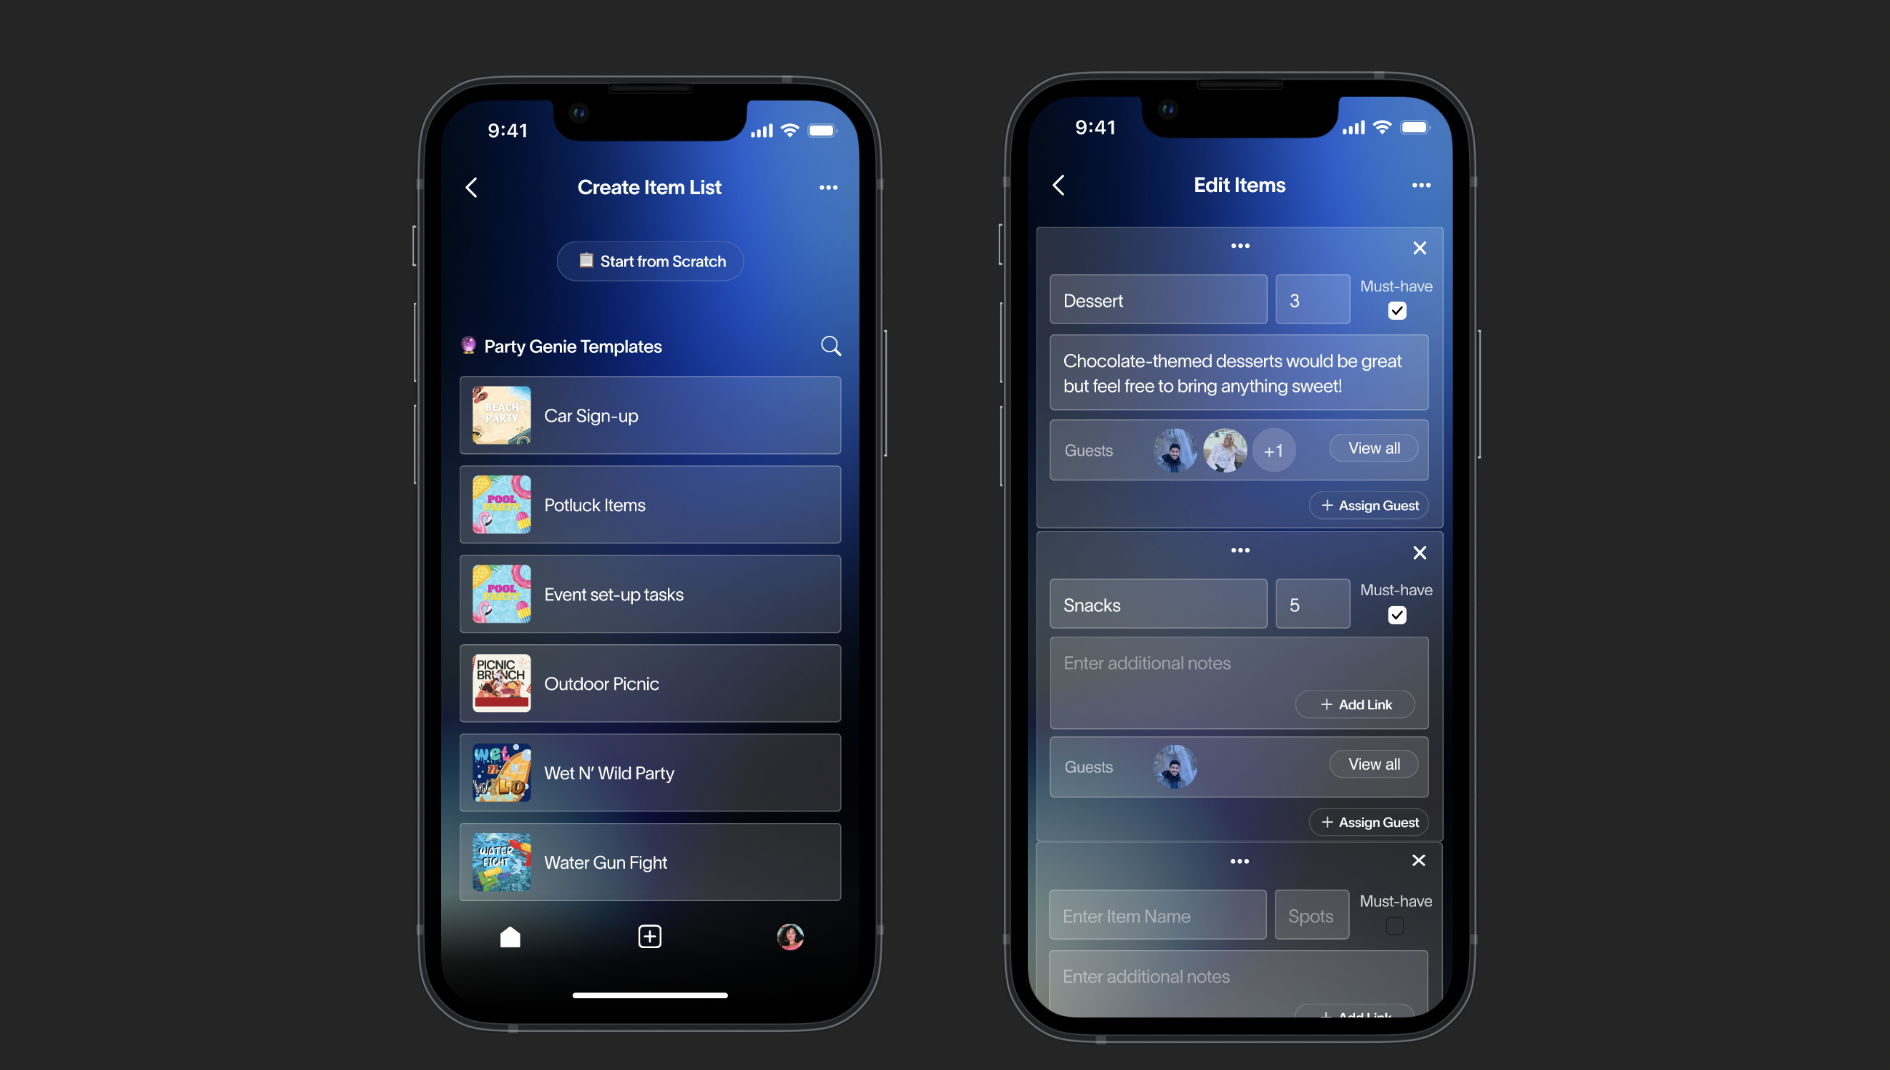 9:41
Create Item List
Start from Scratch
Party Genie Templates
BEACH
PARTY
Car Sign-up
POOL
PARTY
Potluck Items
POOL
PARTY
Event set-up tasks
PICNIC
BRUNCH
Outdoor Picnic
Wet
n
WILD
Wet N' Wild Party
WATER
FIGHT
Water Gun Fight
9:41
Edit Items
Dessert
3
Must-have
Chocolate-themed desserts would be great
but feel free to bring anything sweet!
Guests
+1
View all
+ Assign Guest
Snacks
5
Must-have
Enter additional notes
+ Add Link
Guests
View all
+ Assign Guest
Enter Item Name
Spots
Must-have
Enter additional notes
+ Add Link